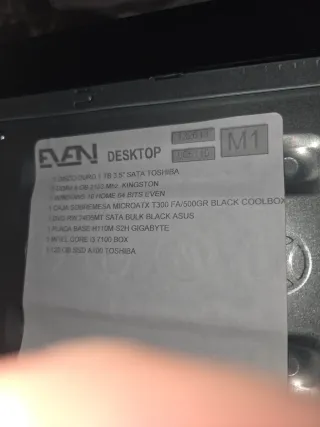 EVEN DESKTOP M1
1 DISCO DURO 1 TB 3.5" SATA TOSHIBA
1 DDR4 8 GB 2133 Mhz. KINGSTON
1 WINDOWS 10 HOME 64 BITS EVEN
1 CAJA SOBREMESA MICROATX T300 FA/500GR BLACK COOLBOX
1 DVD RW 24D5MT SATA BULK BLACK ASUS
1 PLACA BASE H110M S2H GIGABYTE
1 INTEL CORE I3 7100 BOX
1 120 GB SSD A100 TOSHIBA